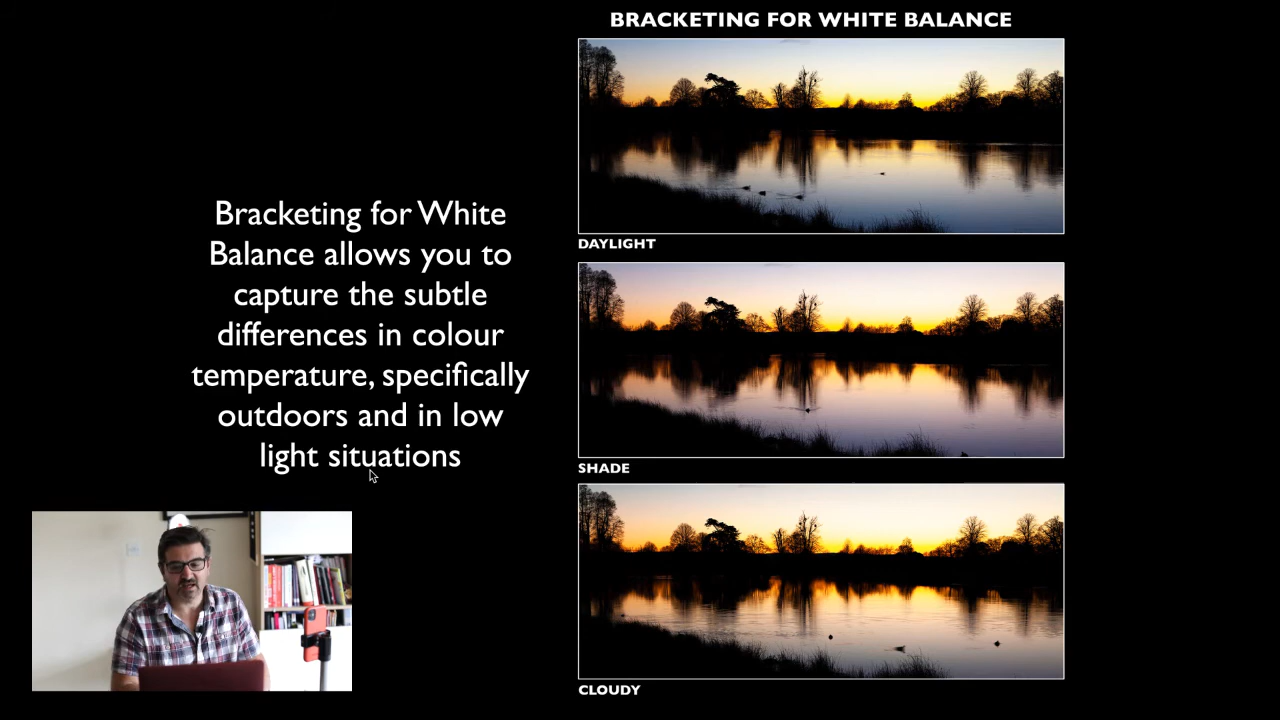 BRACKETING FOR WHITE BALANCE
Bracketing for White
Balance allows you to
capture the subtle
differences in colour
temperature, specifically
outdoors and in low
light situations
DAYLIGHT
SHADE
CLOUDY